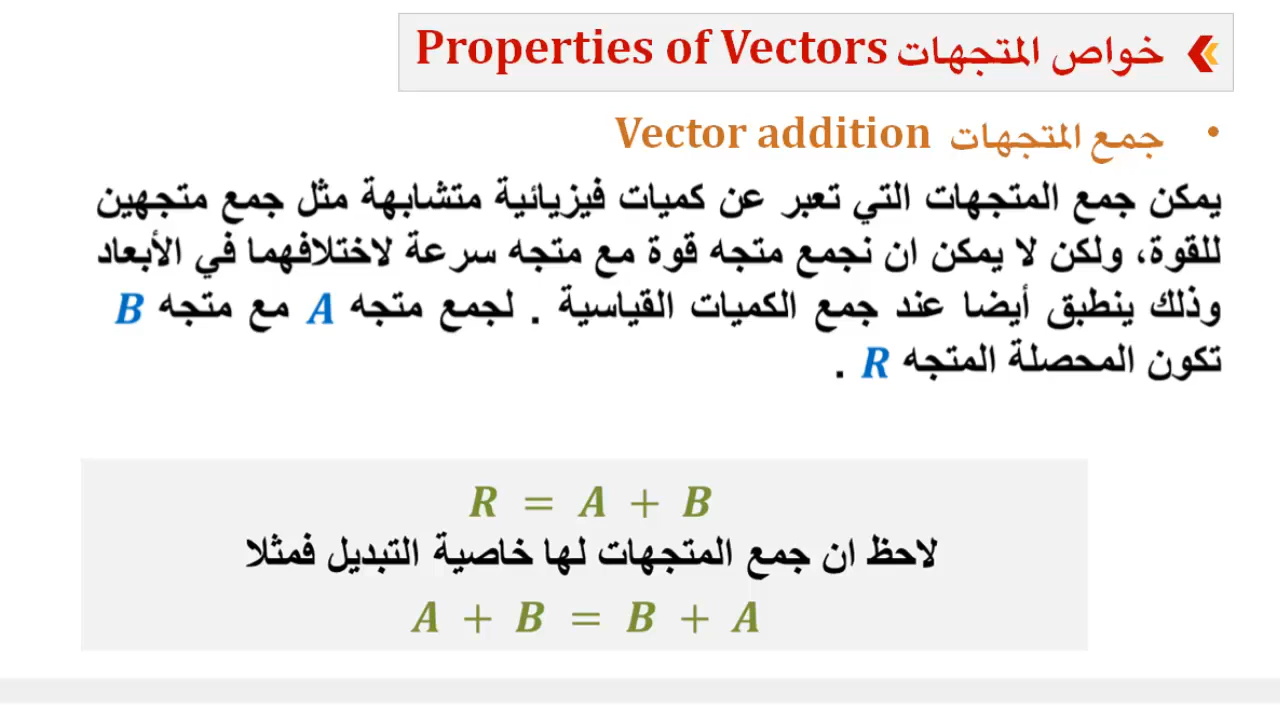 خواص المتجهات Properties of Vectors
• جمع المتجهات Vector addition
يمكن جمع المتجهات التي تعبر عن كميات فيزيائية متشابهة مثل جمع متجهين
للقوة، ولكن لا يمكن ان نجمع متجه قوة مع متجه سرعة لاختلافهما في الأبعاد
وذلك ينطبق أيضا عند جمع الكميات القياسية . لجمع متجه A مع متجه B
تكون المحصلة المتجه R .
R = A + B
لاحظ ان جمع المتجهات لها خاصية التبديل فمثلا
A + B = B + A